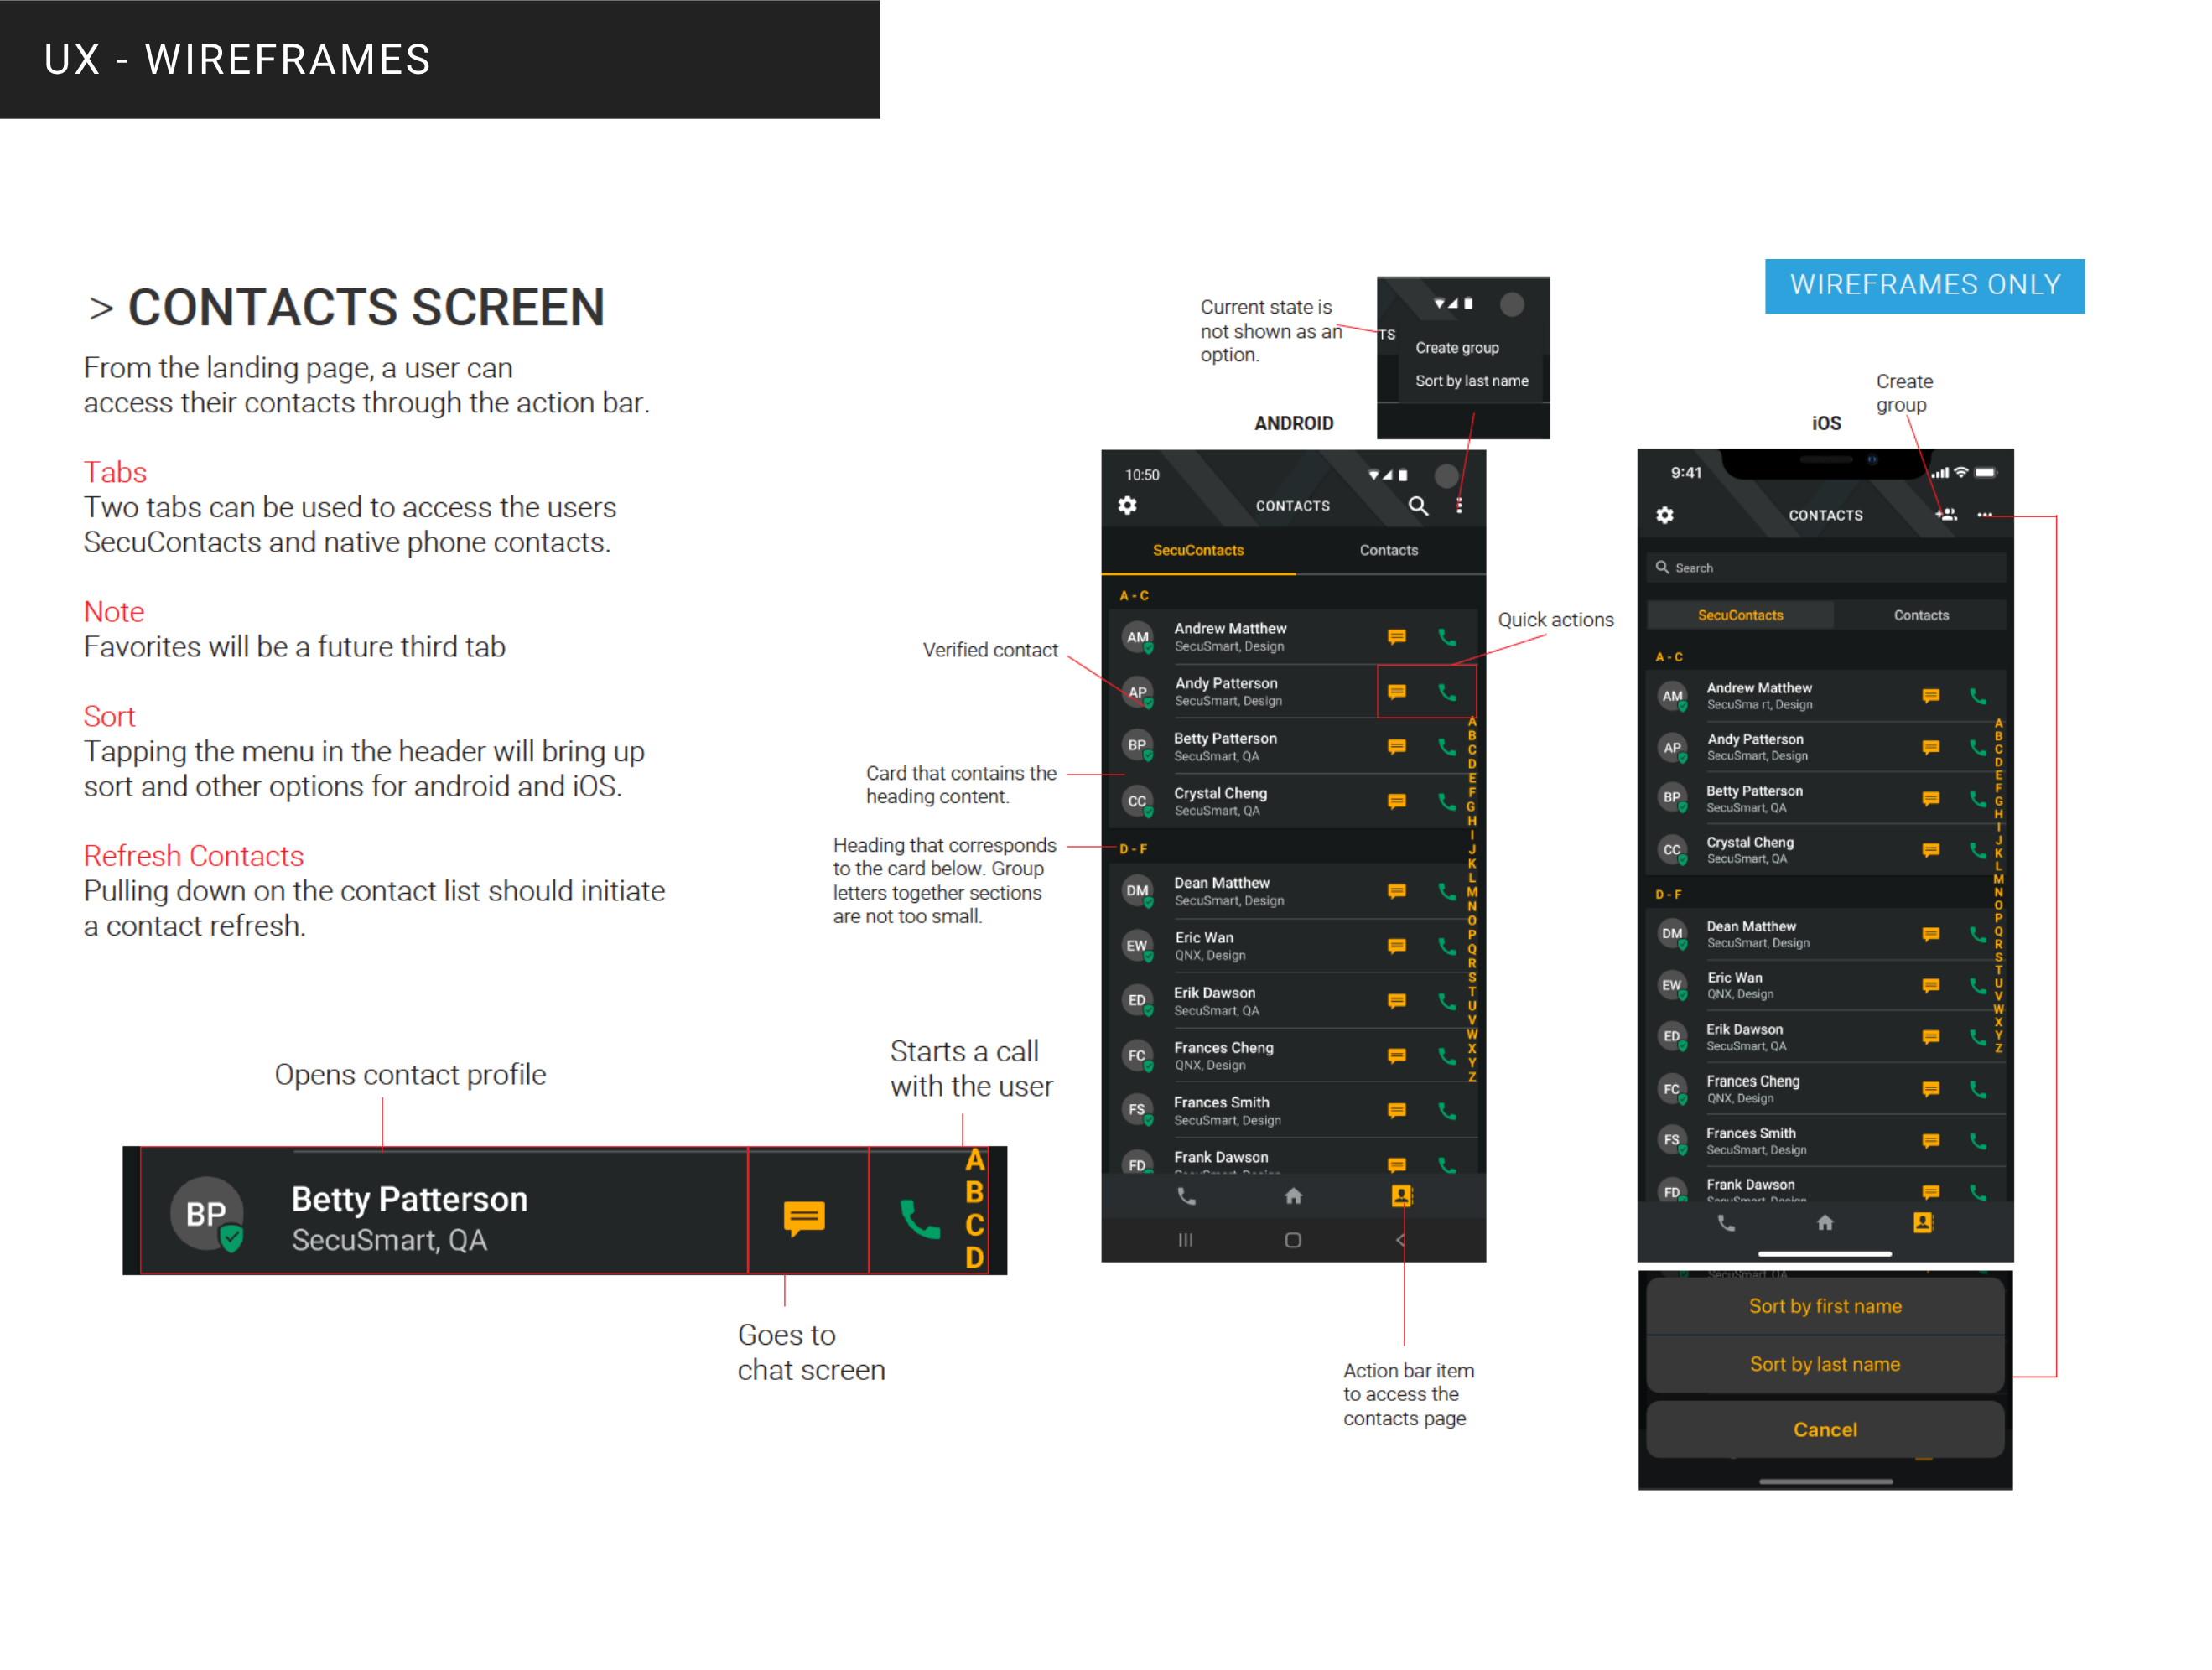 UX - WIREFRAMES
> CONTACTS SCREEN
From the landing page, a user can
access their contacts through the action bar.
Tabs
Two tabs can be used to access the users
SecuContacts and native phone contacts.
Note
Favorites will be a future third tab
Sort
Tapping the menu in the header will bring up
sort and other options for android and iOS.
Refresh Contacts
Pulling down on the contact list should initiate
a contact refresh.
Opens contact profile
Starts a call
with the user
BP
Betty Patterson
SecuSmart, QA
A
B
C
D
Goes to
chat screen
Current state is
not shown as an
option.
TS
Create group
Sort by last name
ANDROID
Verified contact
Card that contains the
heading content.
Heading that corresponds
to the card below. Group
letters together sections
are not too small.
Quick actions
10:50
CONTACTS
SecuContacts
Contacts
A - C
AM
Andrew Matthew
SecuSmart, Design
AP
Andy Patterson
SecuSmart, Design
BP
Betty Patterson
SecuSmart, QA
CC
Crystal Cheng
SecuSmart, QA
D - F
DM
Dean Matthew
SecuSmart, Design
EW
Eric Wan
QNX, Design
ED
Erik Dawson
SecuSmart, QA
FC
Frances Cheng
QNX, Design
FS
Frances Smith
SecuSmart, Design
FD
Frank Dawson
A
B
C
D
E
F
G
H
I
J
K
L
M
N
O
P
Q
R
S
T
U
V
W
X
Y
Z
Action bar item
to access the
contacts page
WIREFRAMES ONLY
Create
group
iOS
9:41
CONTACTS
Search
SecuContacts
Contacts
A - C
AM
Andrew Matthew
SecuSma rt, Design
AP
Andy Patterson
SecuSmart, Design
BP
Betty Patterson
SecuSmart, QA
CC
Crystal Cheng
SecuSmart, QA
D - F
DM
Dean Matthew
SecuSmart, Design
EW
Eric Wan
QNX, Design
ED
Erik Dawson
SecuSmart, QA
FC
Frances Cheng
QNX, Design
FS
Frances Smith
SecuSmart, Design
FD
Frank Dawson
A
B
C
D
E
F
G
H
I
J
K
L
M
N
O
P
Q
R
S
T
U
V
W
X
Y
Z
Sort by first name
Sort by last name
Cancel